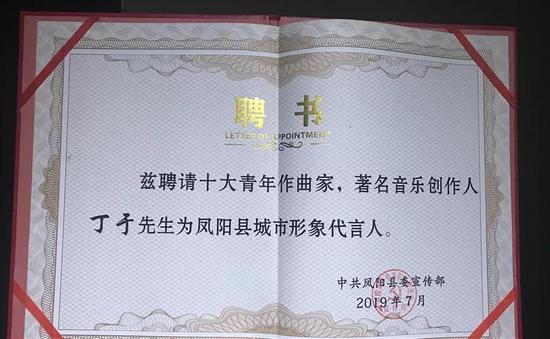 聘书
LETTER OF APPOINTMENT
兹聘请十大青年作曲家，著名音乐创作人
丁于先生为凤阳县城市形象代言人。
中共凤阳县委宣传部
2019年7月